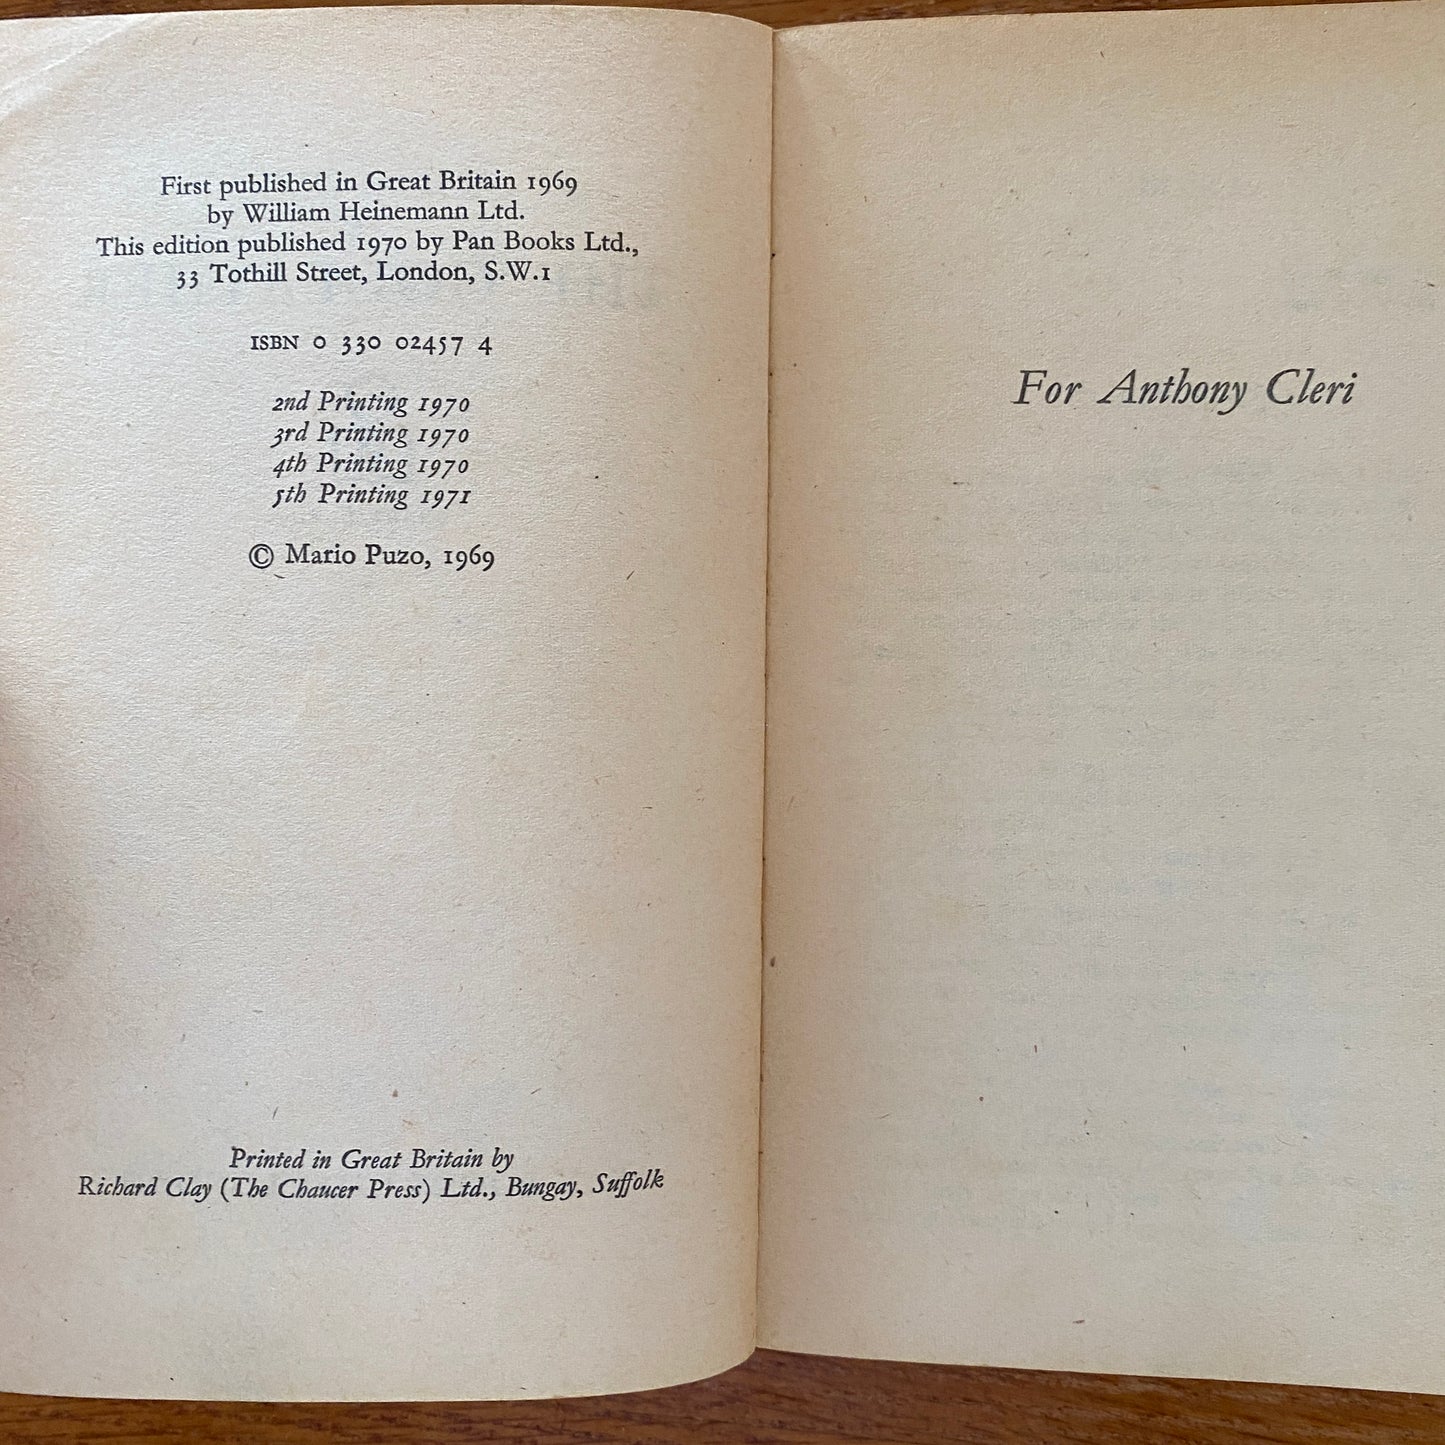 First published in Great Britain 1969
by William Heinemann Ltd.
This edition published 1970 by Pan Books Ltd.,
33 Tothill Street, London, S.W.1
ISBN 0 330 02457 4
2nd Printing 1970
3rd Printing 1970
4th Printing 1970
5th Printing 1971
© Mario Puzo, 1969
Printed in Great Britain by
Richard Clay (The Chaucer Press) Ltd., Bungay, Suffolk
For Anthony Cleri